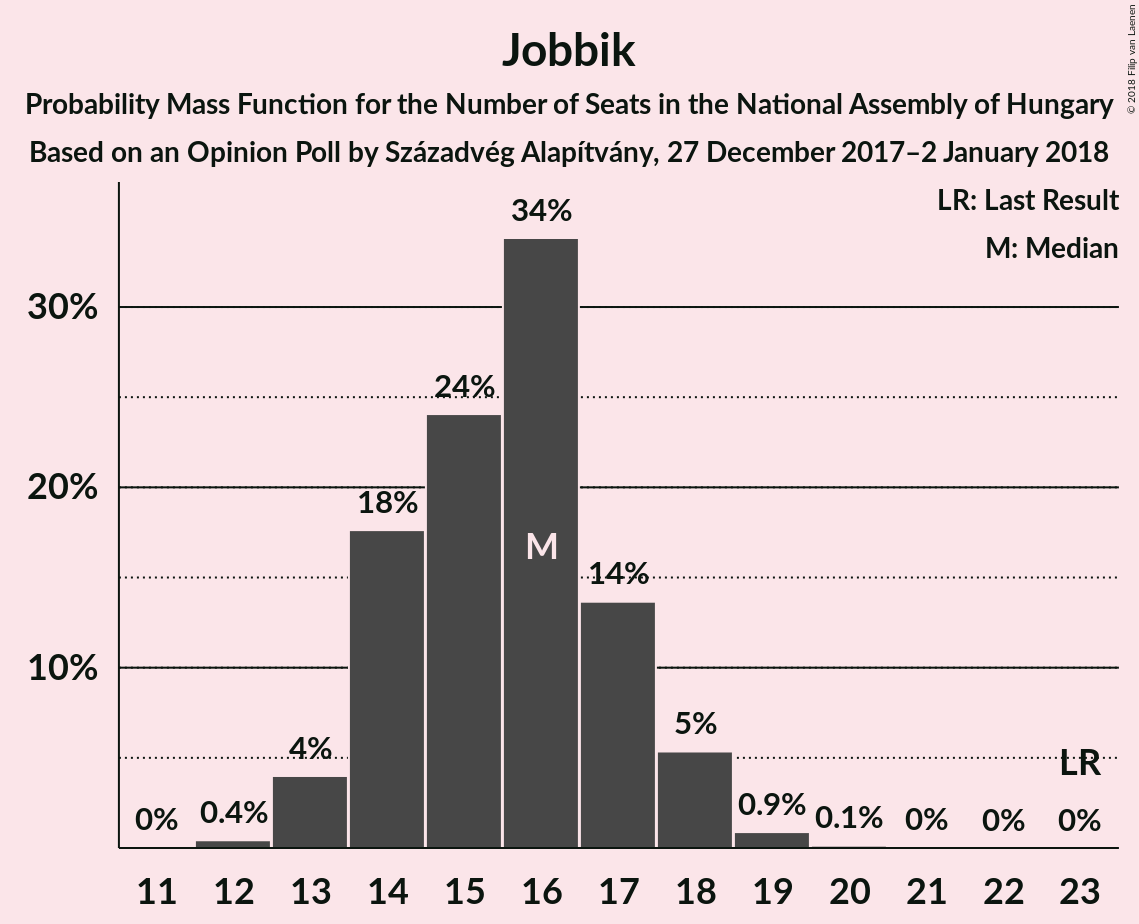 Jobbik
Probability Mass Function for the Number of Seats in the National Assembly of Hungary
Based on an Opinion Poll by Századvég Alapítvány, 27 December 2017–2 January 2018
© 2018 Filip van Laenen
LR: Last Result
M: Median
34%
30%
24%
20%
18%
M
14%
10%
5%
4%
LR
0% 0.4% 0.9% 0.1% 0% 0% 0%
11 12 13 14 15 16 17 18 19 20 21 22 23